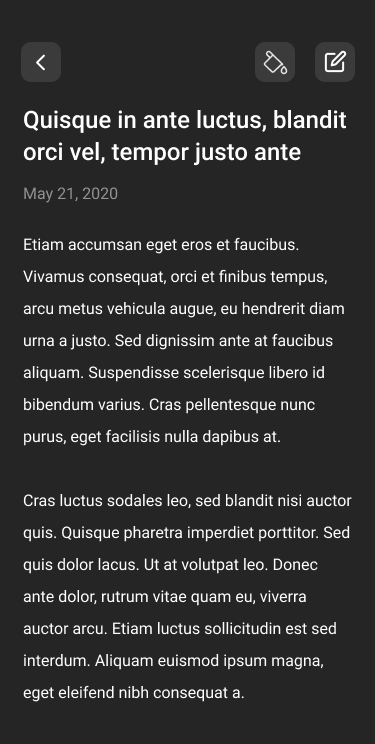 Quisque in ante luctus, blandit
orci vel, tempor justo ante
May 21, 2020
Etiam accumsan eget eros et faucibus.
Vivamus consequat, orci et finibus tempus,
arcu metus vehicula augue, eu hendrerit diam
urna a justo. Sed dignissim ante at faucibus
aliquam. Suspendisse scelerisque libero id
bibendum varius. Cras pellentesque nunc
purus, eget facilisis nulla dapibus at.
Cras luctus sodales leo, sed blandit nisi auctor
quis. Quisque pharetra imperdiet porttitor. Sed
quis dolor lacus. Ut at volutpat leo. Donec
ante dolor, rutrum vitae quam eu, viverra
auctor arcu. Etiam luctus sollicitudin est sed
interdum. Aliquam euismod ipsum magna,
eget eleifend nibh consequat a.